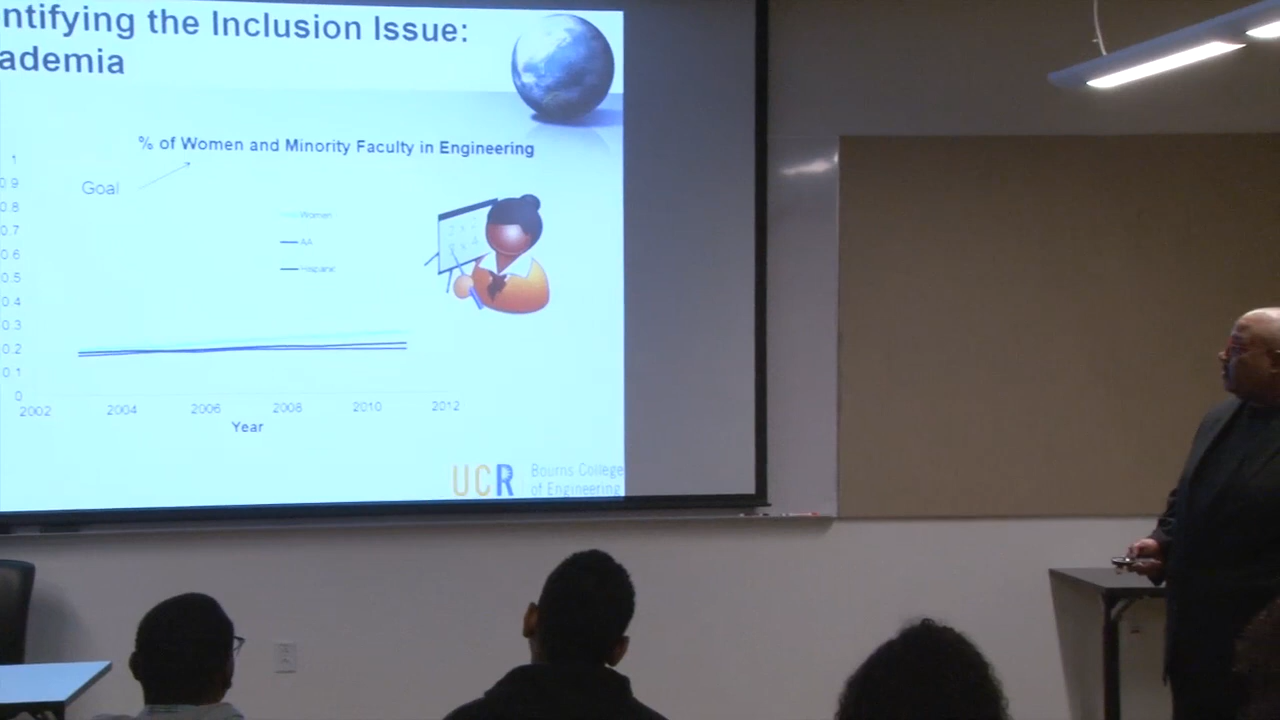 ntifying the Inclusion Issue:
ademia
% of Women and Minority Faculty in Engineering
Goal
Women
AA
Hispanic
1
0.9
0.8
0.7
0.6
0.5
0.4
0.3
0.2
0.1
0
2002 2004 2006 2008 2010 2012
Year
UCR Bourns College
of Engineering